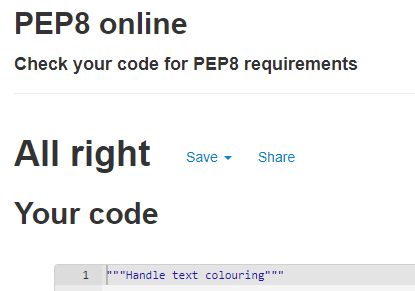 PEP8 online
Check your code for PEP8 requirements
All right Save Share
Your code
1 """Handle text colouring"""